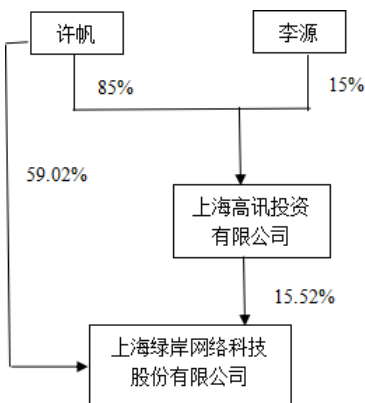 许帆
李源
85%
15%
59.02%
上海高讯投资
有限公司
15.52%
上海绿岸网络科技
股份有限公司